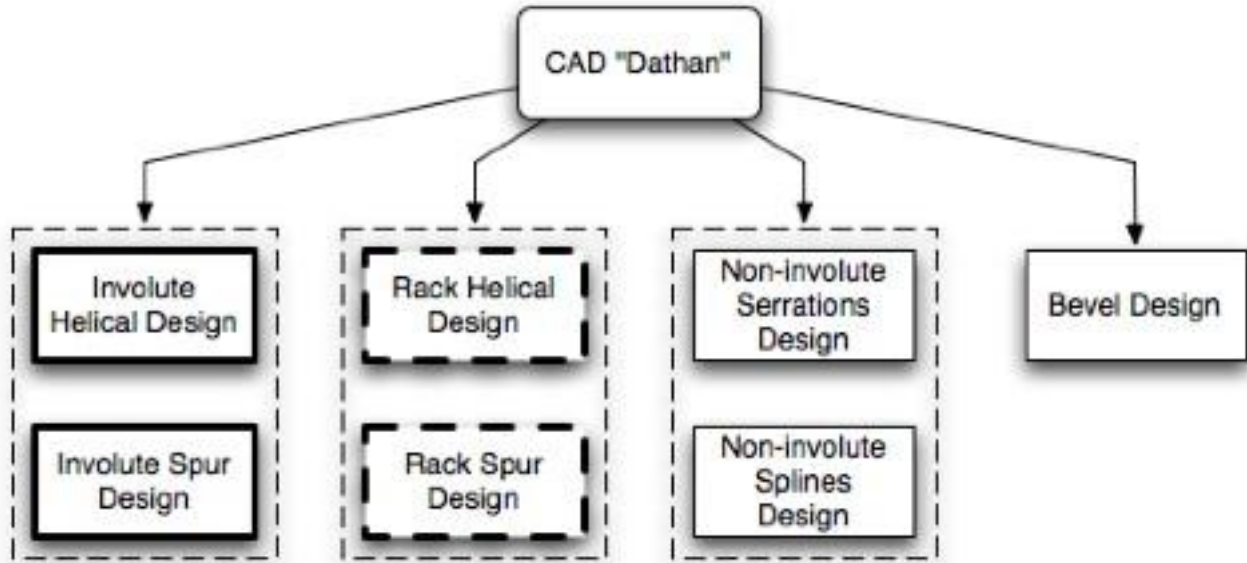 CAD "Dathan"
Involute
Helical Design
Rack Helical
Design
Non-involute
Serrations
Design
Bevel Design
Involute Spur
Design
Rack Spur
Design
Non-involute
Splines
Design